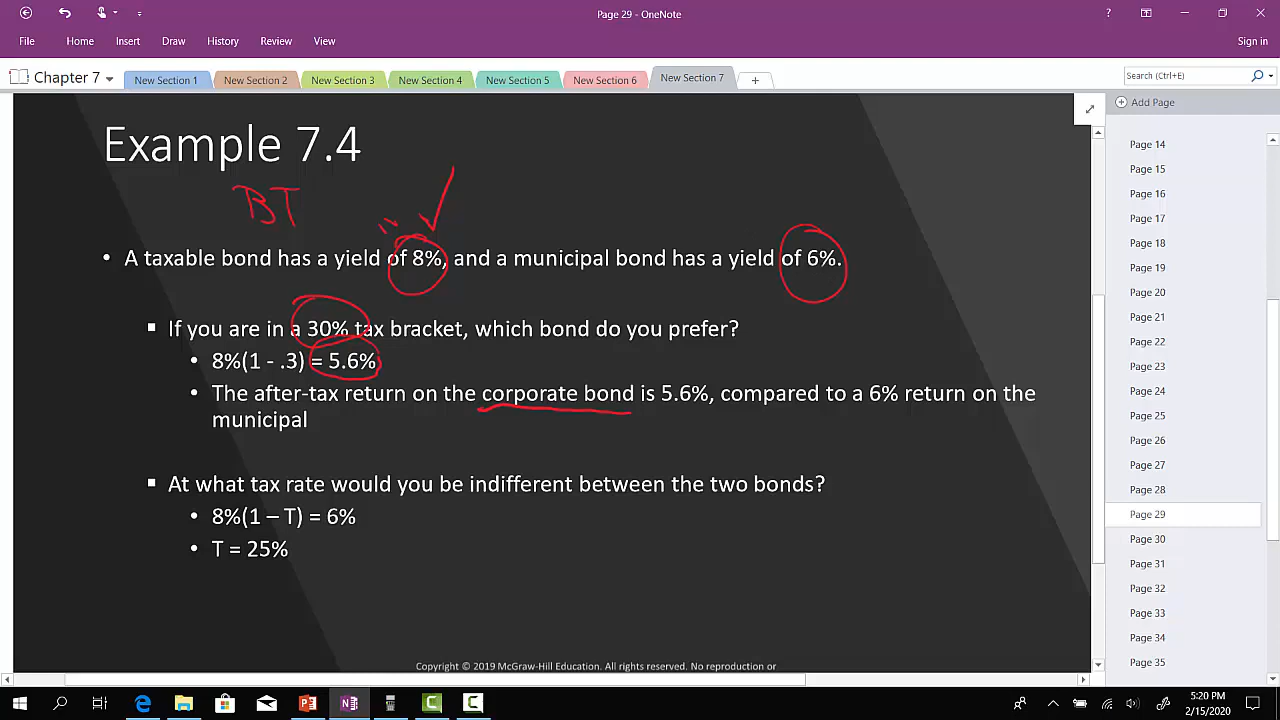 Page 29 - OneNote
?
File Home Insert Draw History Review View
Sign in
Chapter 7
New Section 1
New Section 2
New Section 3
New Section 4
New Section 5
New Section 6
New Section 7
Search (Ctrl+E)
Add Page
Example 7.4
BT
• A taxable bond has a yield of 8%, and a municipal bond has a yield of 6%.
▪ If you are in a 30% tax bracket, which bond do you prefer?
• 8%(1 - .3) = 5.6%
• The after-tax return on the corporate bond is 5.6%, compared to a 6% return on the
municipal
▪ At what tax rate would you be indifferent between the two bonds?
• 8%(1 – T) = 6%
• T = 25%
Copyright © 2019 McGraw-Hill Education. All rights reserved. No reproduction or
Page 14
Page 15
Page 16
Page 17
Page 18
Page 19
Page 20
Page 21
Page 22
Page 23
Page 24
Page 25
Page 26
Page 27
Page 28
Page 29
Page 30
Page 31
Page 32
Page 33
Page 34
Page 35
5:20 PM
2/15/2020